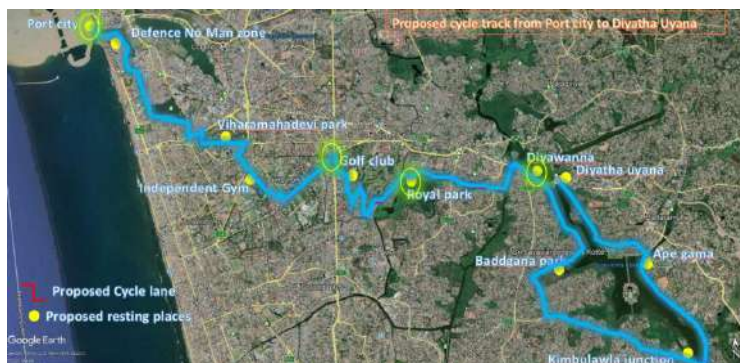 Proposed cycle track from Port city to Diyatha Uyana
Port city
Defence No Man zone
Viharamahadevi park
Golf club
Independent Gym
Royal park
Diyawanna
Diyatha uyana
Baddgana park
Ape gama
Proposed Cycle lane
Proposed resting places
Google Earth
Kimbulawla junction